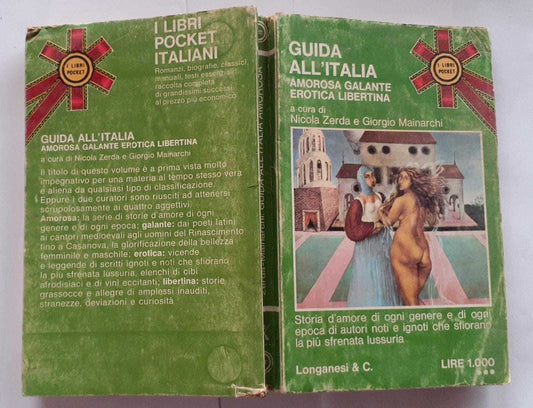 I LIBRI
POCKET
I LIBRI
POCKET
ITALIANI
Romanzi, biografie, classici,
manuali, testi essenziali:
raccolta completa
di grandissimi successi
al prezzo più economico
GUIDA ALL'ITALIA
AMOROSA GALANTE EROTICA LIBERTINA
a cura di Nicola Zerda e Giorgio Mainarchi
Il titolo di questo volume è a prima vista molto
impegnativo per una materia al tempo stesso vera
e aliena da qualsiasi tipo di classificazione.
Eppure i due curatori sono riusciti ad attenersi
scrupolosamente ai quattro aggettivi.
Amorosa: la serie di storie d'amore di ogni
genere e di ogni epoca; galante: dai poeti latini
ai cantori medioevali agli uomini del Rinascimento
fino a Casanova, la glorificazione della bellezza
femminile e maschile; erotica: vicende
e leggende di scritti ignoti e noti che sfiorano
la più sfrenata lussuria, elenchi di cibi
afrodisiaci e di vini eccitanti; libertina: storie
grassocce e allegre di amplessi inauditi,
stranezze, deviazioni e curiosità
GUIDA ALL'ITALIA AMOROSA
GUIDA
ALL'ITALIA
AMOROSA GALANTE
EROTICA LIBERTINA
a cura di
Nicola Zerda e Giorgio Mainarchi
I LIBRI
POCKET
Storia d'amore di ogni genere e di ogni
epoca di autori noti e ignoti che sfiorano
la più sfrenata lussuria
Longanesi & C.
LIRE 1.000